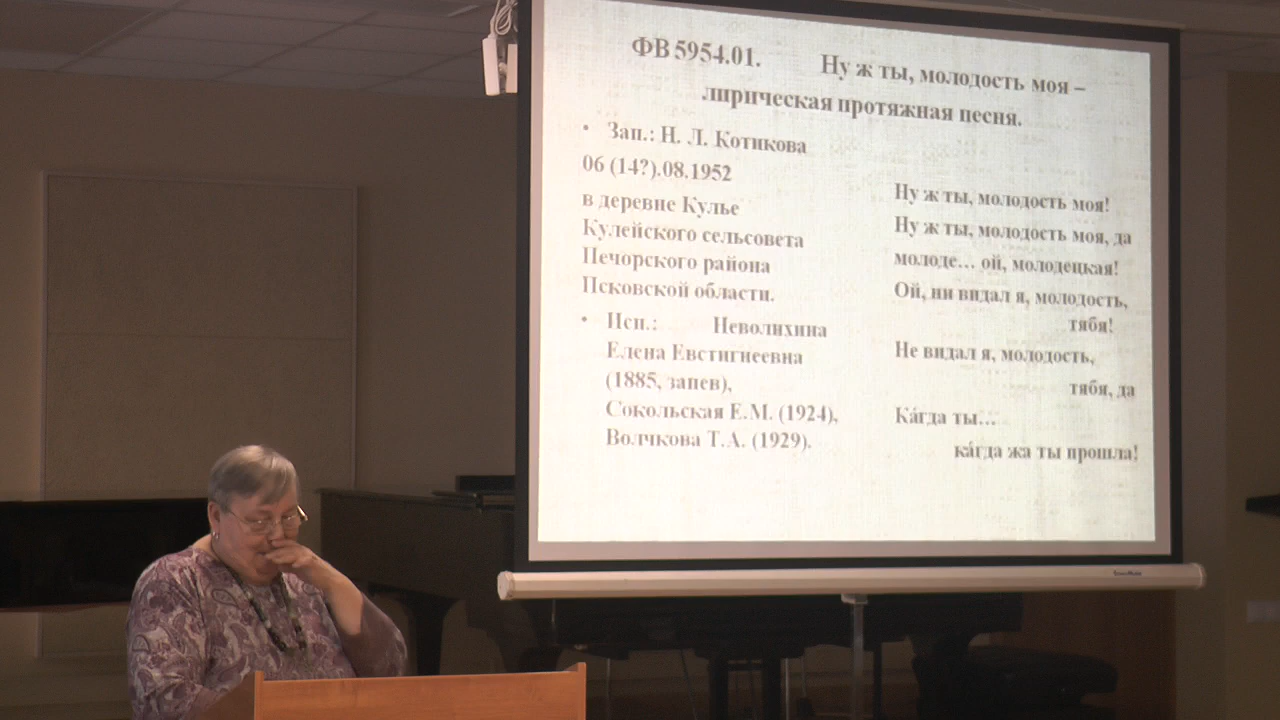 ФВ 5954.01. Ну ж ты, молодость моя –
лирическая протяжная песня.
• Зап.: Н. Л. Котикова
06 (14?).08.1952
в деревне Кулье
Кулейского сельсовета
Печорского района
Псковской области.
• Исп.: Неволихина
Елена Евстигнеевна
(1885, запев),
Сокольская Е.М. (1924),
Волчкова Т.А. (1929).
Ну ж ты, молодость моя!
Ну ж ты, молодость моя, да
молоде... ой, молодецкая!
Ой, ни видал я, молодость,
тябя!
Не видал я, молодость,
тябя, да
Ка́гда ты...
ка́гда жа ты прошла!